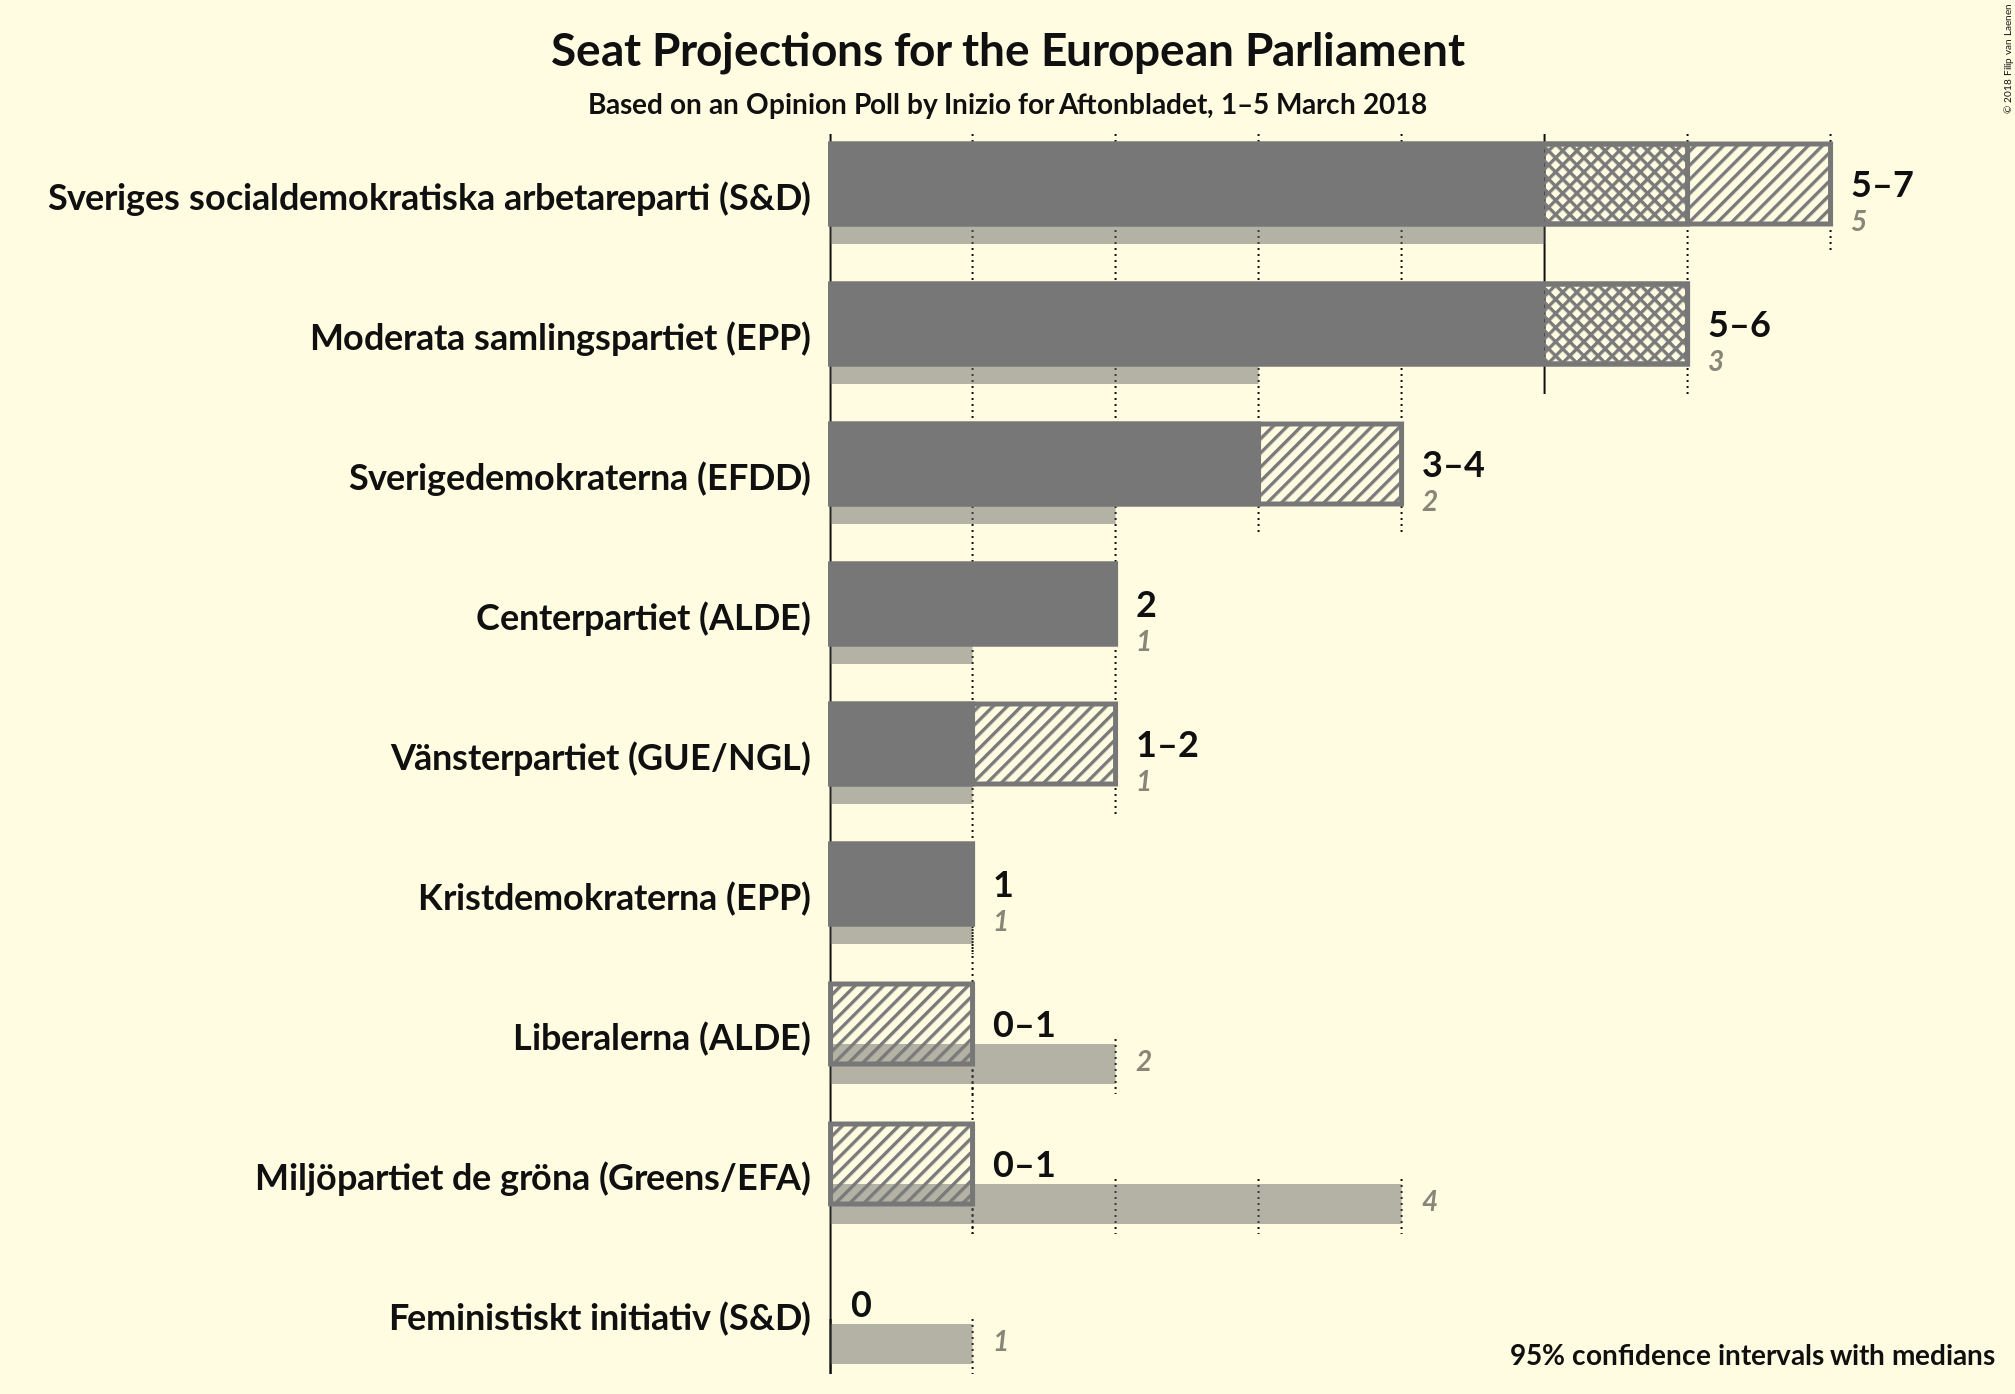 Seat Projections for the European Parliament
Based on an Opinion Poll by Inizio for Aftonbladet, 1–5 March 2018
© 2018 Filip van Laenen
Sveriges socialdemokratiska arbetareparti (S&D)
5–7
5
Moderata samlingspartiet (EPP)
5–6
3
Sverigedemokraterna (EFDD)
3–4
2
Centerpartiet (ALDE)
2
1
Vänsterpartiet (GUE/NGL)
1–2
1
Kristdemokraterna (EPP)
1
1
Liberalerna (ALDE)
0–1
2
Miljöpartiet de gröna (Greens/EFA)
0–1
4
Feministiskt initiativ (S&D)
0
1
95% confidence intervals with medians